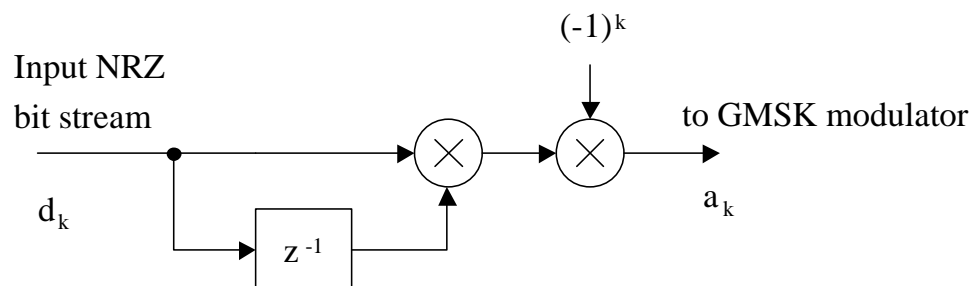 (-1)^k
Input NRZ
bit stream
to GMSK modulator
d_k
a_k
z^-1